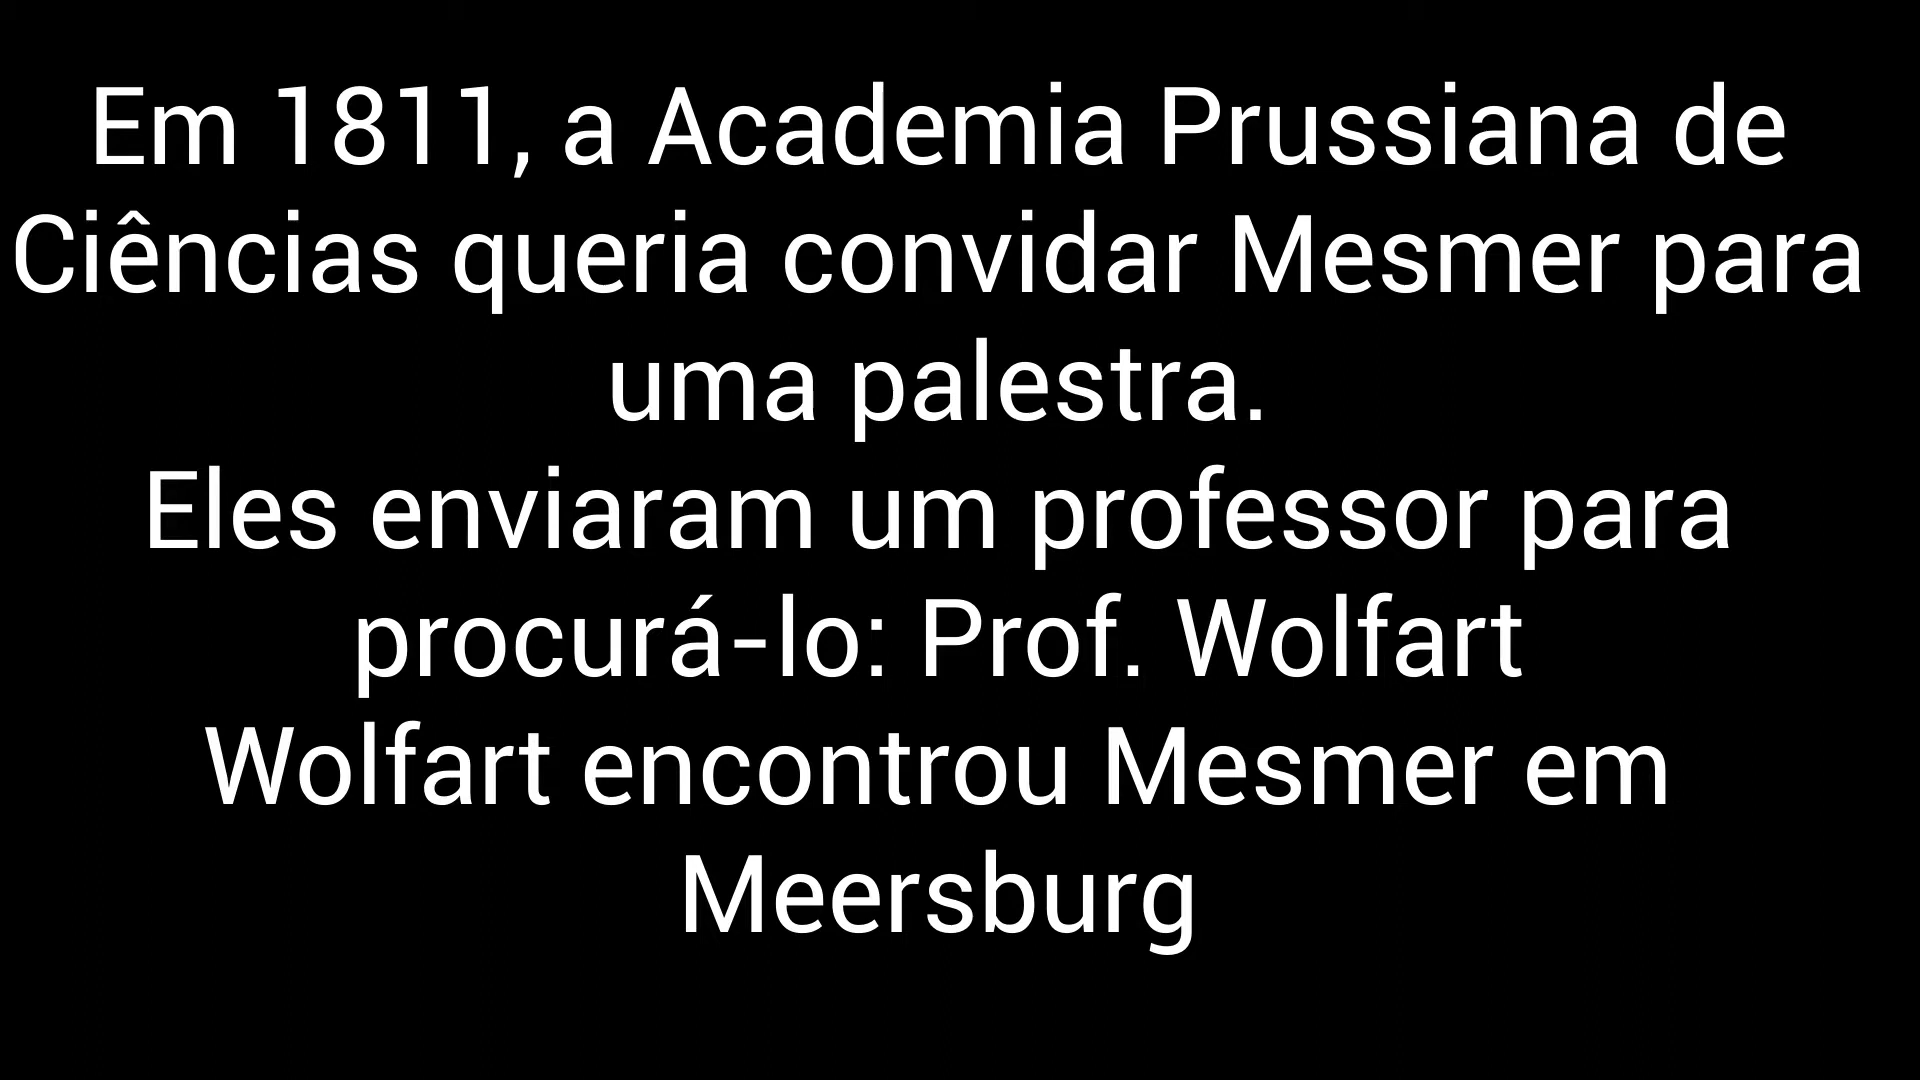 Em 1811, a Academia Prussiana de
Ciências queria convidar Mesmer para
uma palestra.
Eles enviaram um professor para
procurá-lo: Prof. Wolfart
Wolfart encontrou Mesmer em
Meersburg